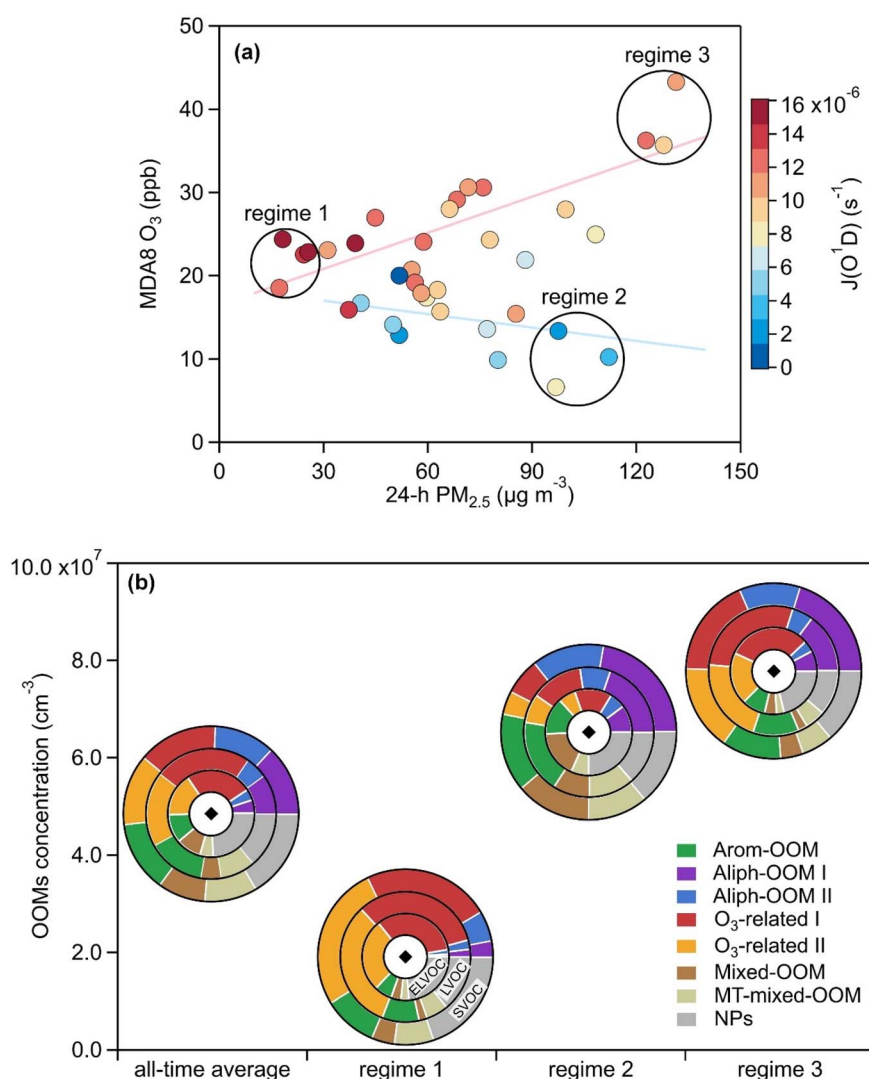 (a)
50
40
30
20
10
0
MDA8 O₃ (ppb)
0 30 60 90 120 150
24-h PM₂.₅ (µg m⁻³)
regime 1
regime 2
regime 3
16 x10⁻⁶
14
12
10
8
6
4
2
0
J(O¹D) (s⁻¹)
(b)
10.0 x10⁷
8.0
6.0
4.0
2.0
0.0
OOMs concentration (cm⁻³)
ELVOC
LVOC
SVOC
Arom-OOM
Aliph-OOM I
Aliph-OOM II
O₃-related I
O₃-related II
Mixed-OOM
MT-mixed-OOM
NPs
all-time average regime 1 regime 2 regime 3